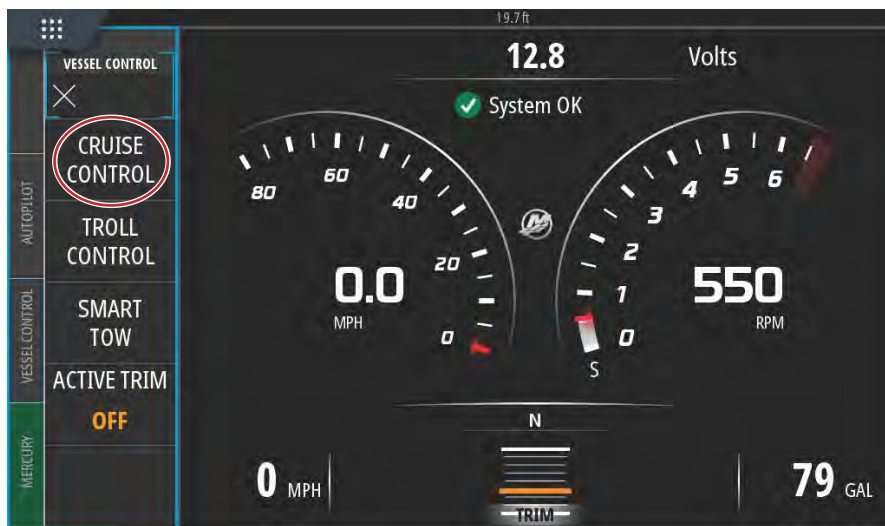 19.7 ft
VESSEL CONTROL
CRUISE
CONTROL
TROLL
CONTROL
SMART
TOW
ACTIVE TRIM
OFF
AUTOPILOT
VESSEL CONTROL
MERCURY
12.8 Volts
System OK
80
60
40
20
0
0.0
MPH
6
5
4
3
2
1
0
S
550
RPM
N
TRIM
0 MPH
79 GAL